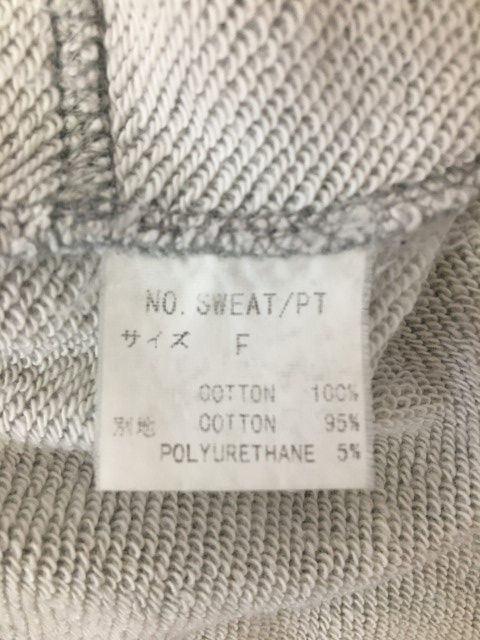 NO. SWEAT/PT
サイズ F
COTTON 100%
別地 COTTON 95%
POLYURETHANE 5%